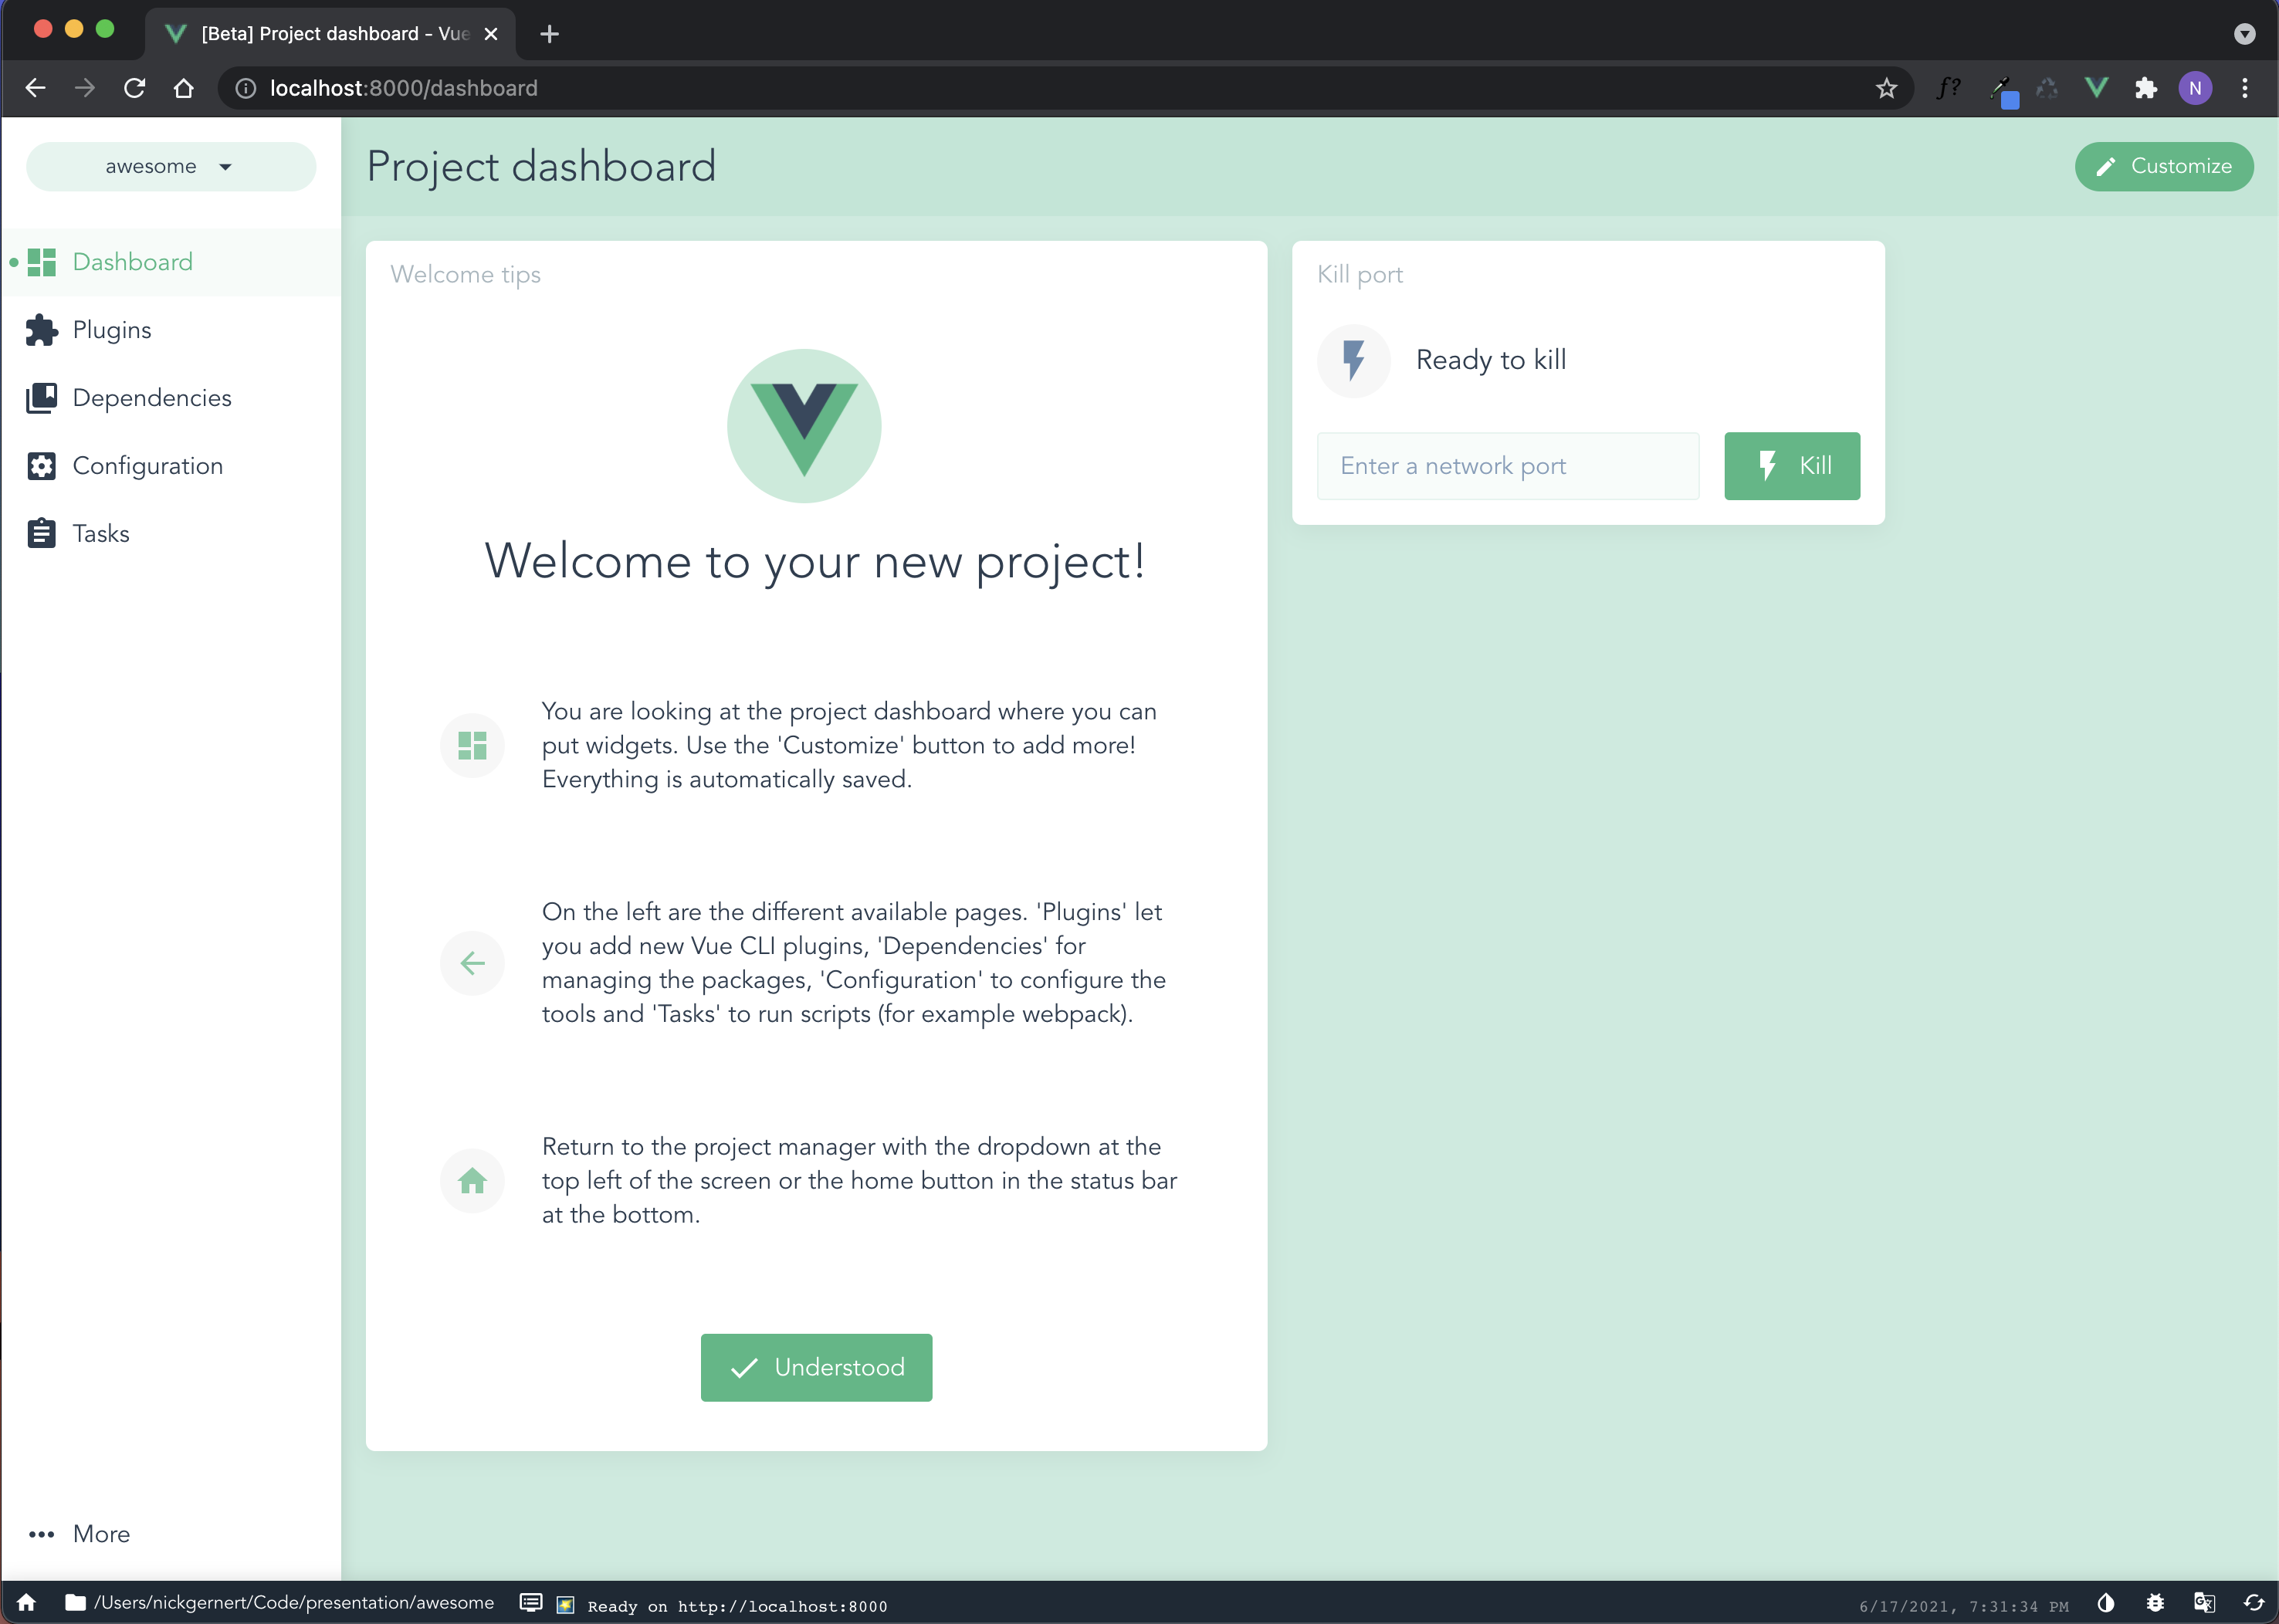 [Beta] Project dashboard - Vue
localhost:8000/dashboard
f?
N
awesome
Project dashboard
Customize
Dashboard
Plugins
Dependencies
Configuration
Tasks
Welcome tips
Welcome to your new project!
You are looking at the project dashboard where you can
put widgets. Use the 'Customize' button to add more!
Everything is automatically saved.
On the left are the different available pages. 'Plugins' let
you add new Vue CLI plugins, 'Dependencies' for
managing the packages, 'Configuration' to configure the
tools and 'Tasks' to run scripts (for example webpack).
Return to the project manager with the dropdown at the
top left of the screen or the home button in the status bar
at the bottom.
Understood
Kill port
Ready to kill
Enter a network port
Kill
More
/Users/nickgernert/Code/presentation/awesome
Ready on http://localhost:8000
6/17/2021, 7:31:34 PM